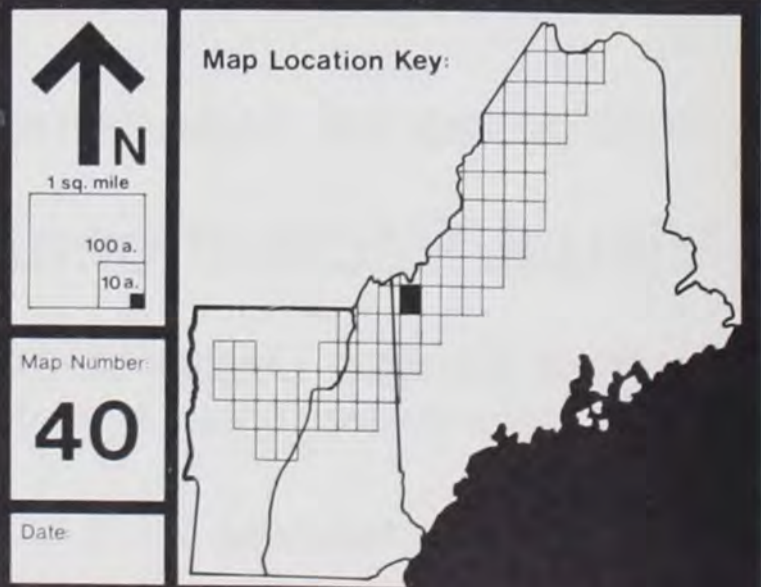 N
1 sq. mile
100 a.
10 a.
Map Number:
40
Date:
Map Location Key: